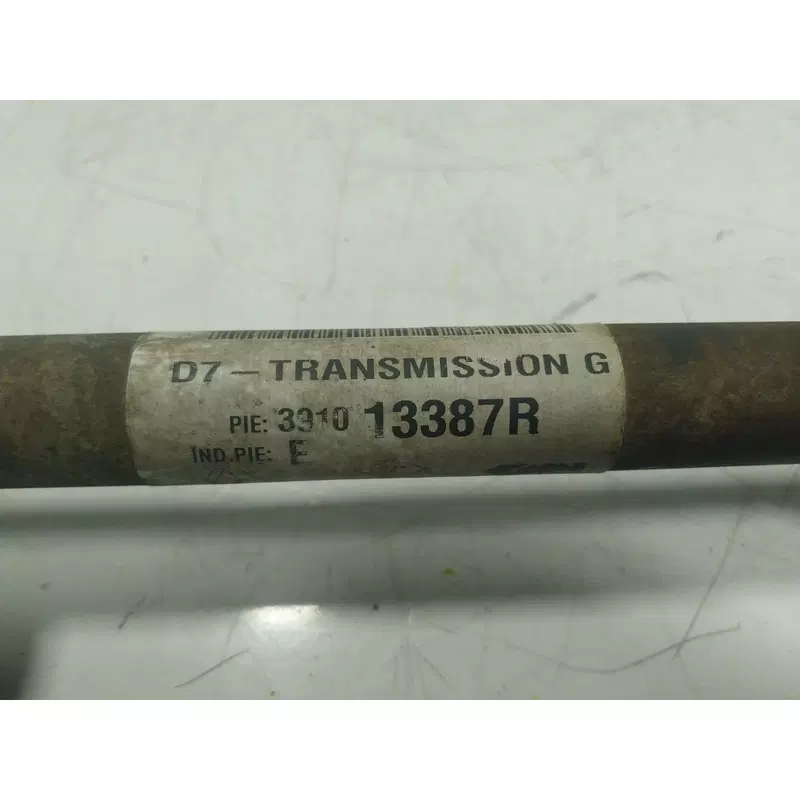 D7 - TRANSMISSION G
PIE: 3910 13387R
IND.PIE: E